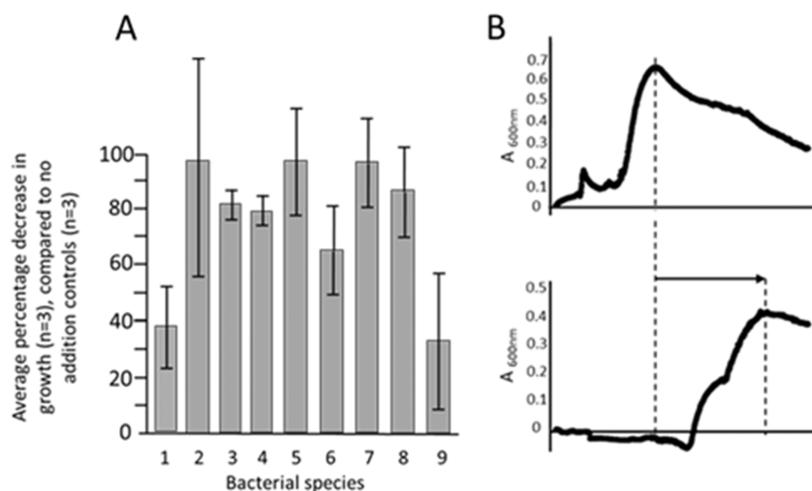 A
Average percentage decrease in
growth (n=3), compared to no
addition controls (n=3)
100
80
60
40
20
0
1 2 3 4 5 6 7 8 9
Bacterial species
B
A 600nm
0.7
0.6
0.5
0.4
0.3
0.2
0.1
0
A 600nm
0.5
0.4
0.3
0.2
0.1
0